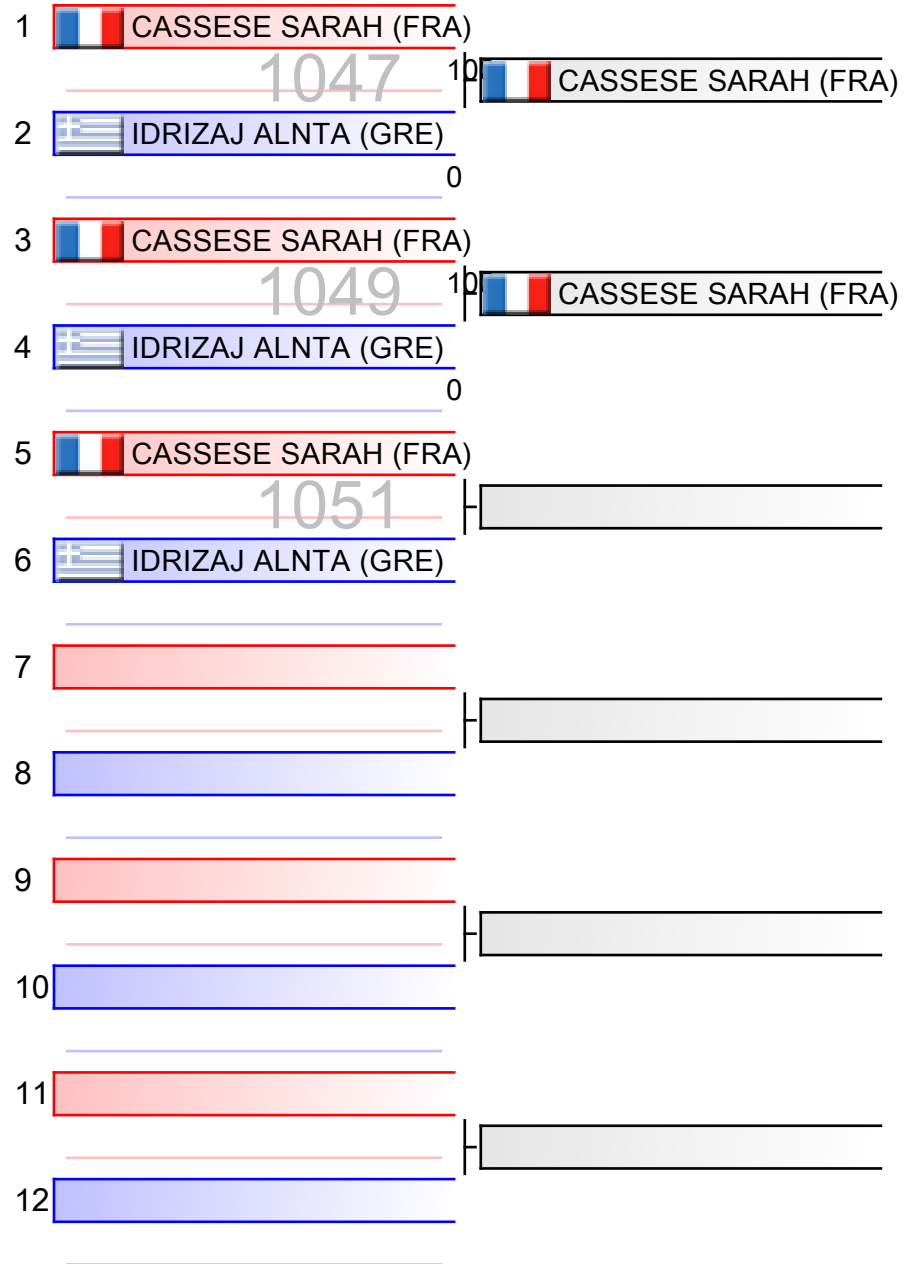 1 CASSESE SARAH (FRA)
1047
CASSESE SARAH (FRA)
2 IDRIZAJ ALNTA (GRE)
0
3 CASSESE SARAH (FRA)
1049
CASSESE SARAH (FRA)
4 IDRIZAJ ALNTA (GRE)
0
5 CASSESE SARAH (FRA)
1051
6 IDRIZAJ ALNTA (GRE)
7
8
9
10
11
12